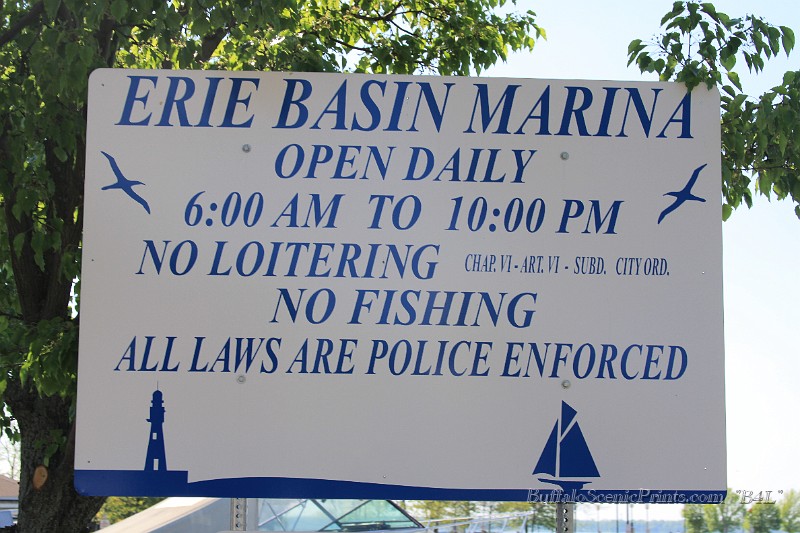 ERIE BASIN MARINA
OPEN DAILY
6:00 AM TO 10:00 PM
NO LOITERING CHAP. VI - ART. VI - SUBD. CITY ORD.
NO FISHING
ALL LAWS ARE POLICE ENFORCED
BuffaloScenicPrints.com "B4L"